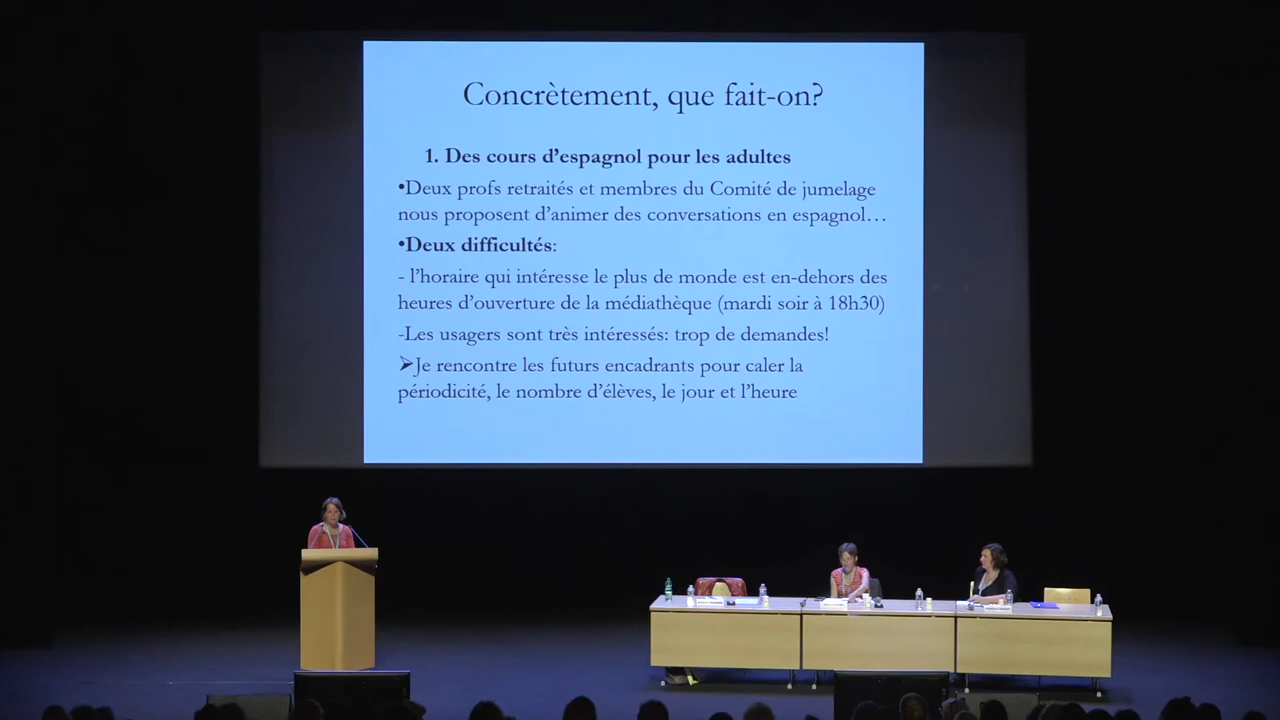 Concrètement, que fait-on?
1. Des cours d’espagnol pour les adultes
•Deux profs retraités et membres du Comité de jumelage
nous proposent d’animer des conversations en espagnol…
•Deux difficultés:
- l’horaire qui intéresse le plus de monde est en-dehors des
heures d’ouverture de la médiathèque (mardi soir à 18h30)
-Les usagers sont très intéressés: trop de demandes!
➢Je rencontre les futurs encadrants pour caler la
périodicité, le nombre d’élèves, le jour et l’heure